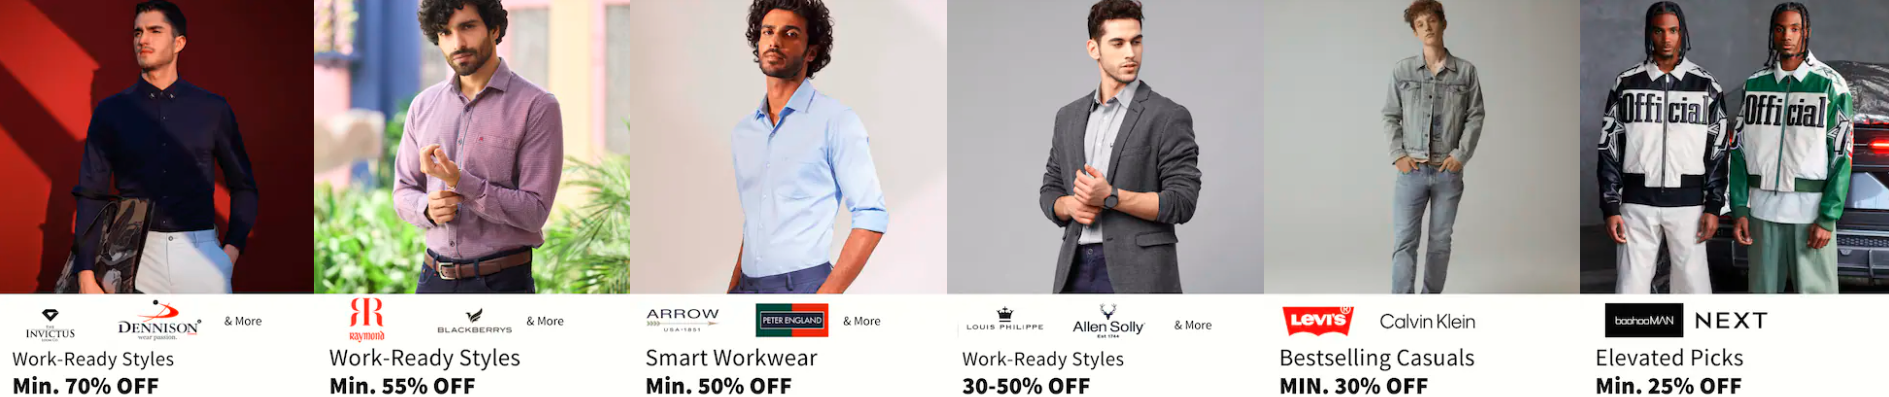 Official
Official
THE
INVICTUS
DENNISON
wear passion.
& More
Work-Ready Styles
Min. 70% OFF
Raymond
BLACKBERRYS
& More
Work-Ready Styles
Min. 55% OFF
ARROW
USA·1851
PETER ENGLAND
& More
Smart Workwear
Min. 50% OFF
LOUIS PHILIPPE
Allen Solly
Est 1744
& More
Work-Ready Styles
30-50% OFF
LEVI'S®
Calvin Klein
Bestselling Casuals
MIN. 30% OFF
boohooMAN
NEXT
Elevated Picks
Min. 25% OFF